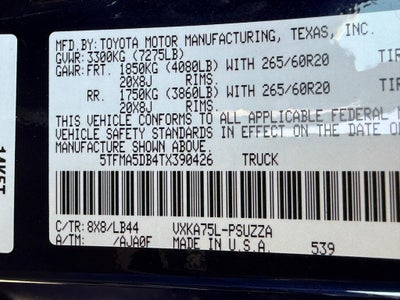 MFD. BY: TOYOTA MOTOR MANUFACTURING, TEXAS, INC.
GVWR: 3300KG (7275LB)
GAWR: FRT. 1850KG (4080LB) WITH 265/60R20 TIR
20X8J RIMS.
RR. 1750KG (3860LB) WITH 265/60R20 TIR
20X8J RIMS.
THIS VEHICLE CONFORMS TO ALL APPLICABLE FEDERAL
VEHICLE SAFETY STANDARDS IN EFFECT ON THE DATE O
MANUFACTURE SHOWN ABOVE.
5TFMA5DB4TX390426 TRUCK
C/TR: 8X8/LB44 VXKA75L-PSUZZA
A/TM: /AJA0F MADE IN U.S.A. 539